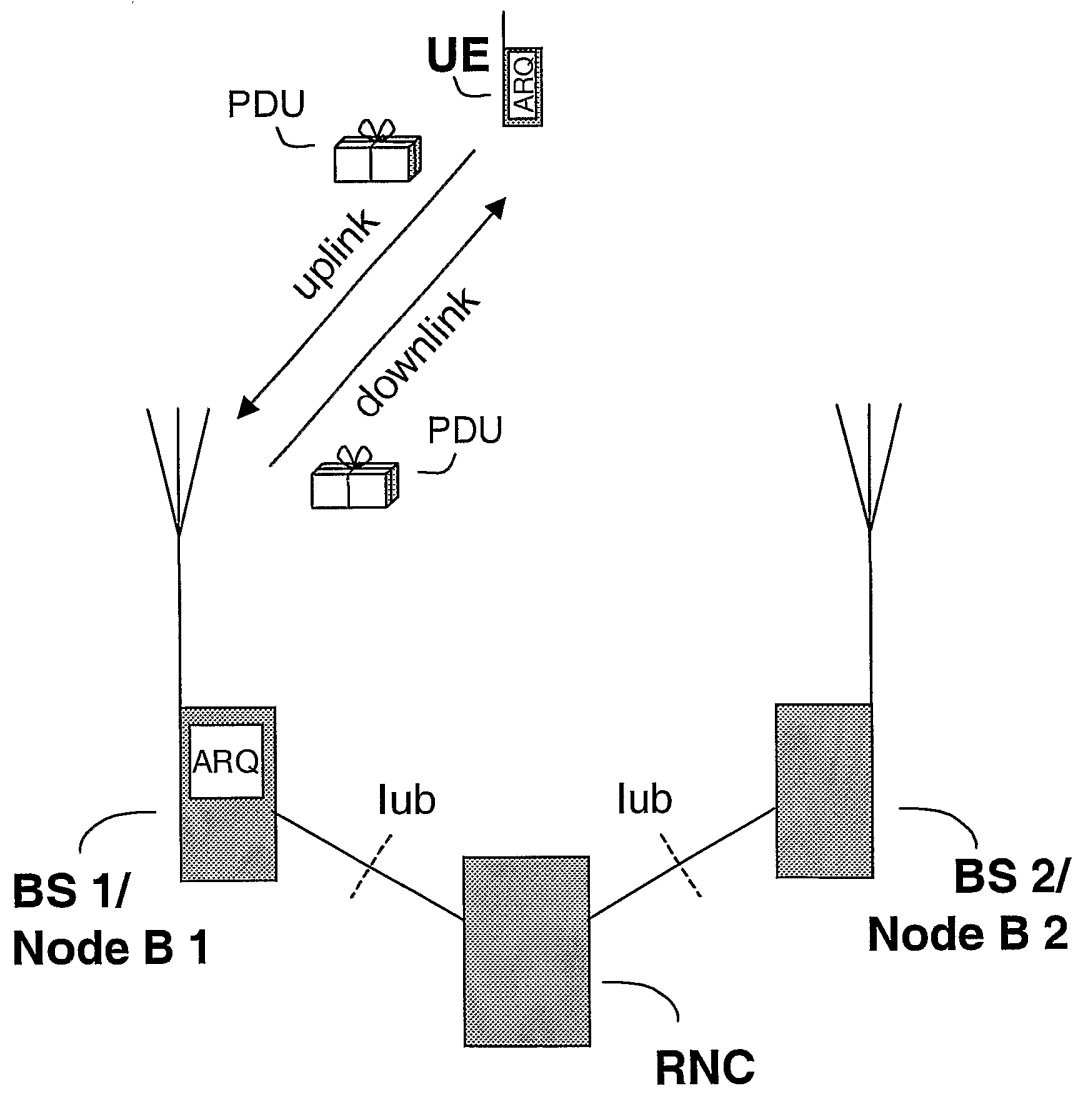 UE
ARQ
PDU
uplink
downlink
PDU
ARQ
Iub
Iub
BS 1/
Node B 1
BS 2/
Node B 2
RNC